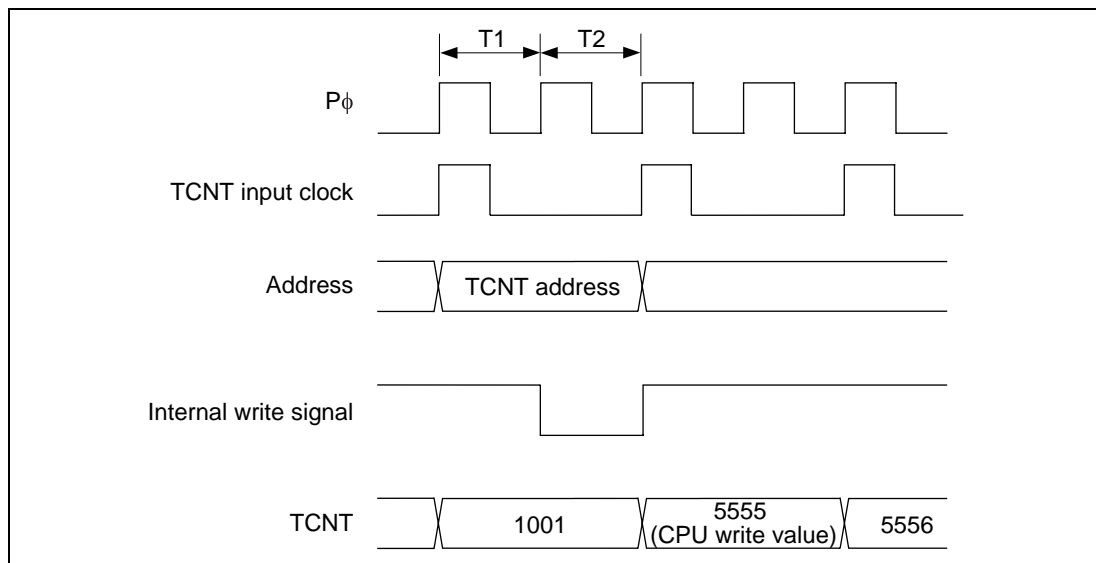 T1 T2
Pϕ
TCNT input clock
Address
TCNT address
Internal write signal
TCNT
1001
5555
(CPU write value)
5556